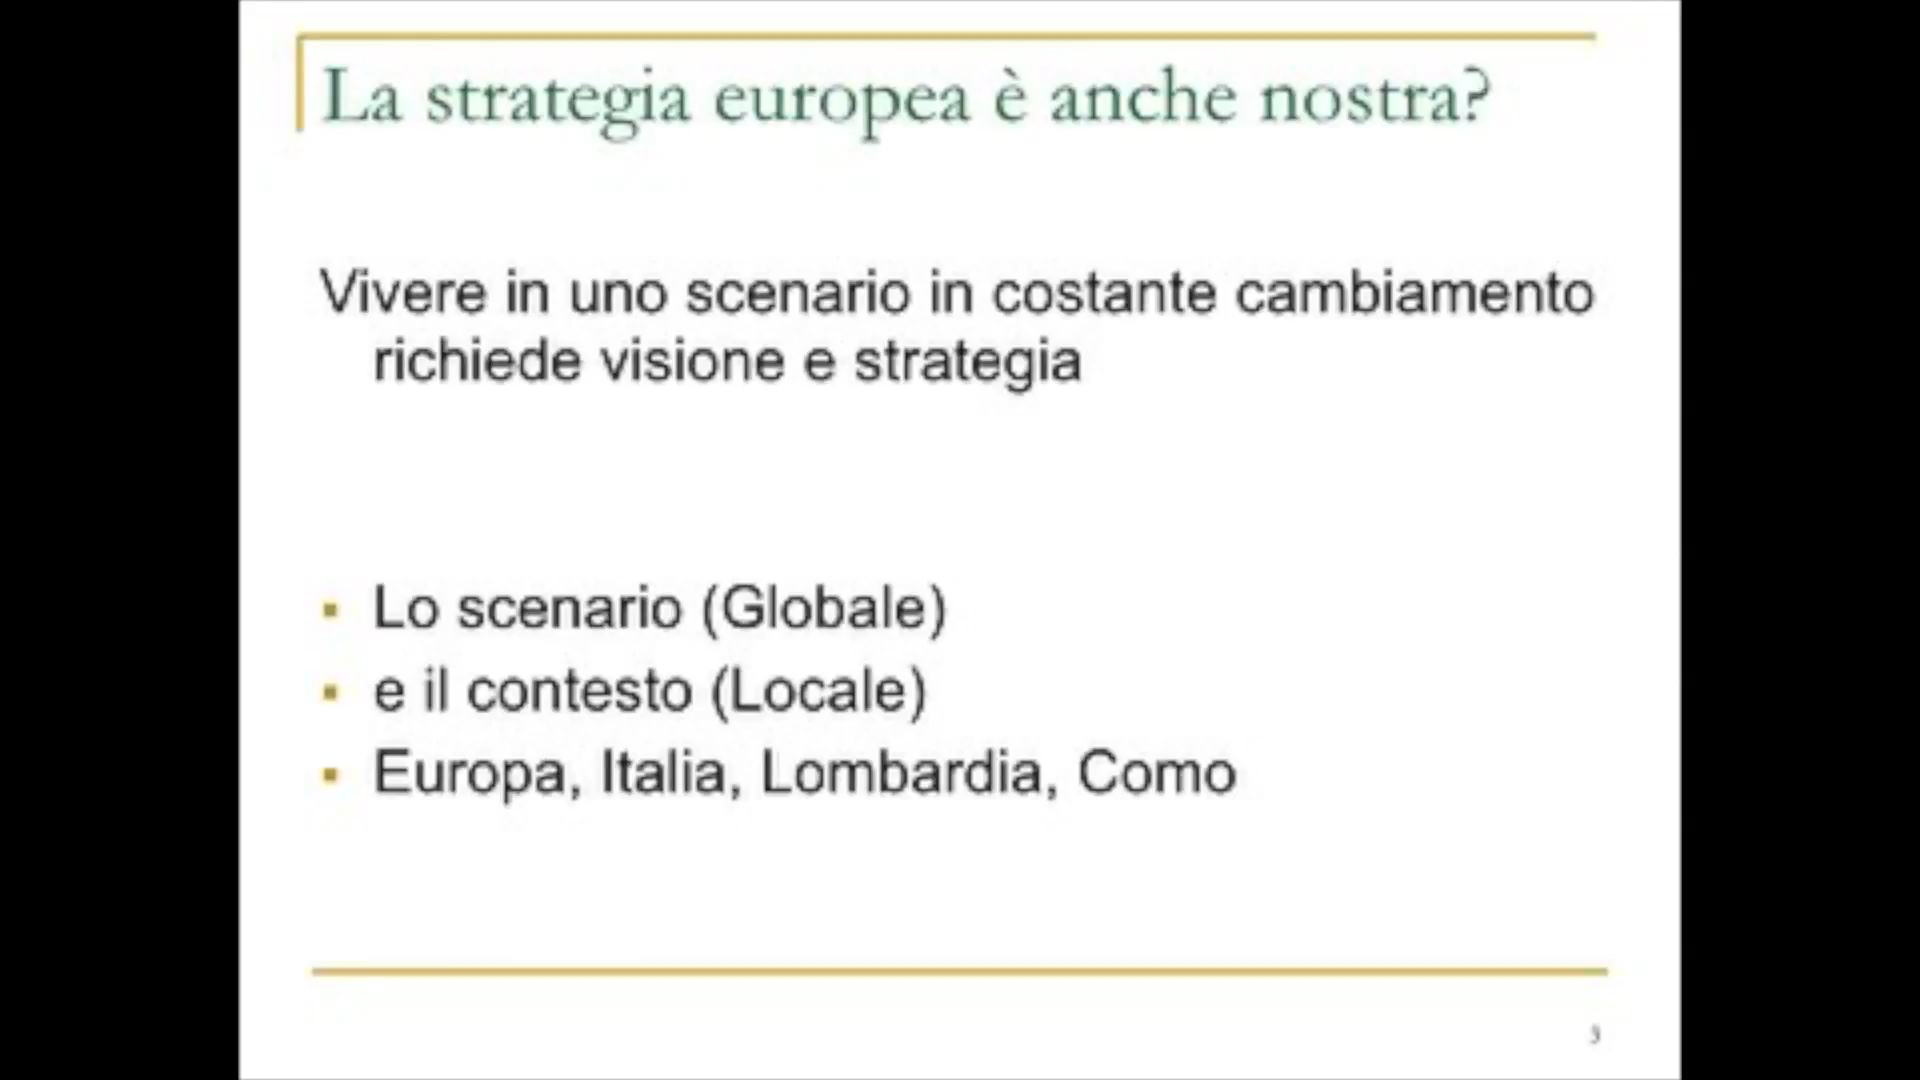 La strategia europea è anche nostra?
Vivere in uno scenario in costante cambiamento
richiede visione e strategia
▪ Lo scenario (Globale)
▪ e il contesto (Locale)
▪ Europa, Italia, Lombardia, Como
3